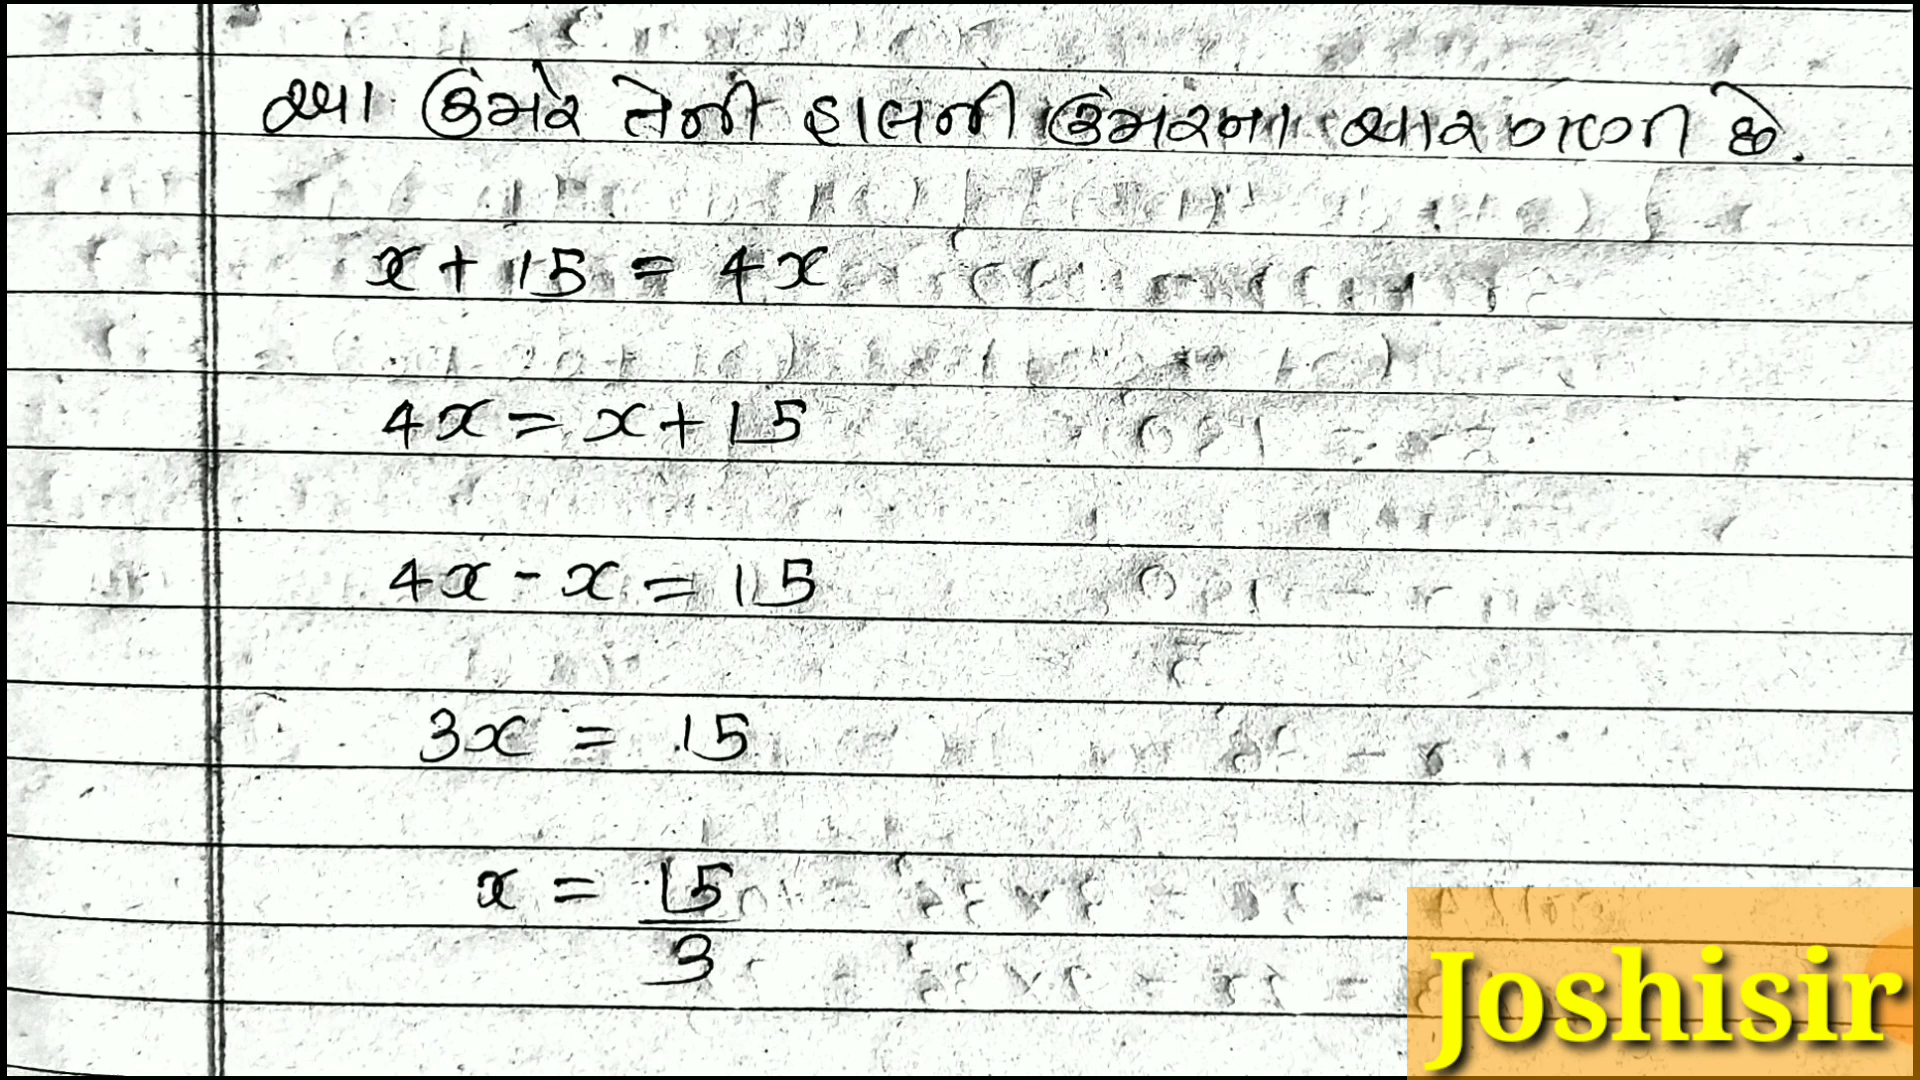 આ ઉંમરે તેની હાલની ઉંમરના ચાર ગણી છે.
x + 15 = 4x
4x = x + 15
4x - x = 15
3x = 15
x = 15/3
Joshisir